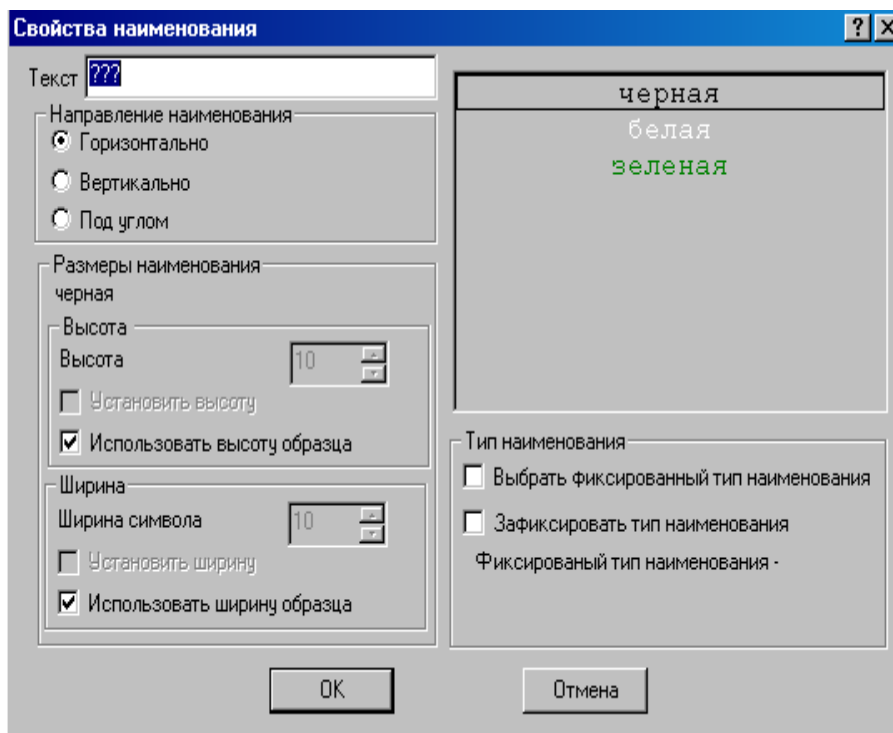 Свойства наименования
Текст ???
Направление наименования
Горизонтально
Вертикально
Под углом
Размеры наименования
черная
Высота
Высота 10
Установить высоту
Использовать высоту образца
Ширина
Ширина символа 10
Установить ширину
Использовать ширину образца
черная
белая
зеленая
Тип наименования
Выбрать фиксированный тип наименования
Зафиксировать тип наименования
Фиксированый тип наименования -
OK
Отмена